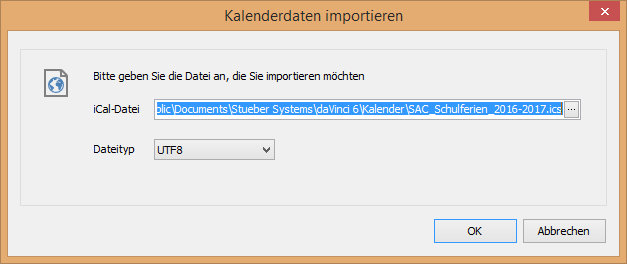 Kalenderdaten importieren
Bitte geben Sie die Datei an, die Sie importieren möchten
iCal-Datei blic\Documents\Stueber Systems\daVinci 6\Kalender\SAC_Schulferien_2016-2017.ics ...
Dateityp UTF8
OK Abbrechen